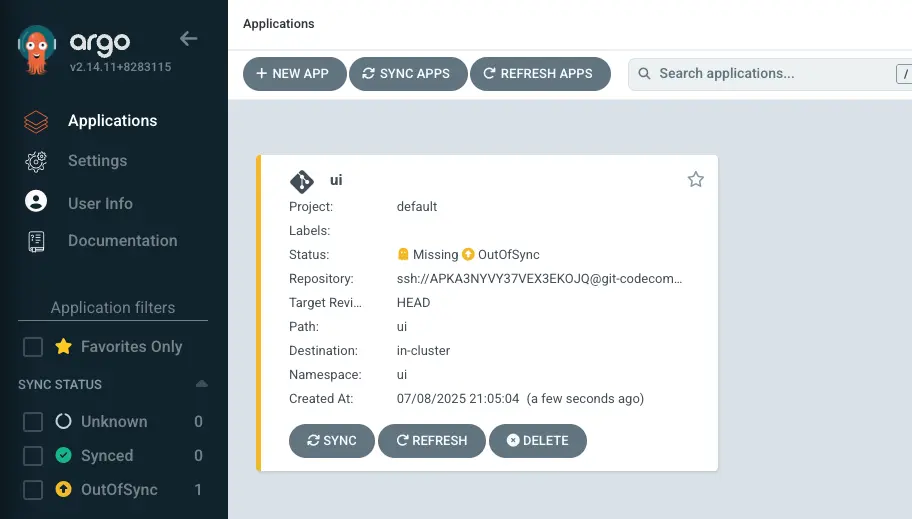 argo
v2.14.11+8283115
Applications
Settings
User Info
Documentation
Application filters
Favorites Only
SYNC STATUS
Unknown 0
Synced 0
OutOfSync 1
Applications
NEW APP SYNC APPS REFRESH APPS Search applications... /
ui
Project: default
Labels:
Status: Missing OutOfSync
Repository: ssh://APKA3NYVY37VEX3EKOJQ@git-codecom...
Target Revi... HEAD
Path: ui
Destination: in-cluster
Namespace: ui
Created At: 07/08/2025 21:05:04 (a few seconds ago)
SYNC REFRESH DELETE